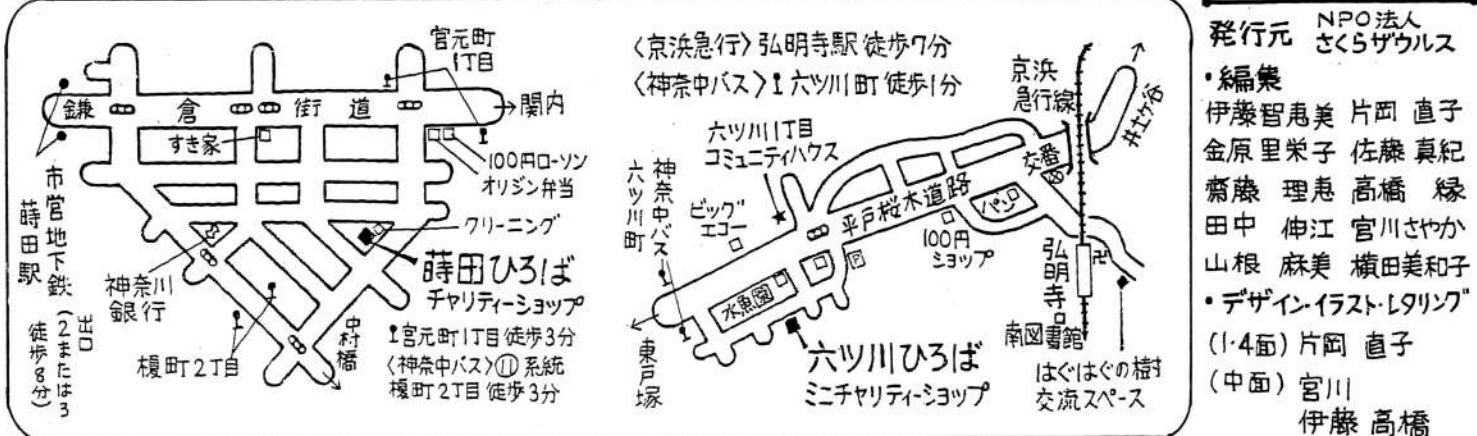 宮元町
1丁目
鎌倉街道
→関内
すき家
100円ローソン
オリジン弁当
クリーニング
市営地下鉄
蒔田駅
出口
(2または3
徒歩8分)
神奈川
銀行
榎町2丁目
中村橋
蒔田ひろば
チャリティーショップ
宮元町1丁目徒歩3分
〈神奈中バス〉⑪系統
榎町2丁目徒歩3分
〈京浜急行〉弘明寺駅 徒歩7分
〈神奈中バス〉六ツ川町 徒歩1分
京浜
急行線
井土ヶ谷
六ツ川1丁目
コミュニティハウス
神奈中バス
六ツ川町
ビッグ
エコー
平戸桜木道路
交番
パン
100円
ショップ
P
水魚園
東戸塚
六ツ川ひろば
ミニチャリティーショップ
弘明寺
卍
南図書館
はぐはぐの樹
交流スペース
発行元 NPO法人
さくらザウルス
・編集
伊藤智恵美 片岡 直子
金原里栄子 佐藤 真紀
齋藤 理恵 高橋 縁
田中 伸江 宮川さやか
山根 麻美 横田美和子
・デザイン・イラスト・レタリング
(1・4面) 片岡 直子
(中面) 宮川
伊藤 高橋